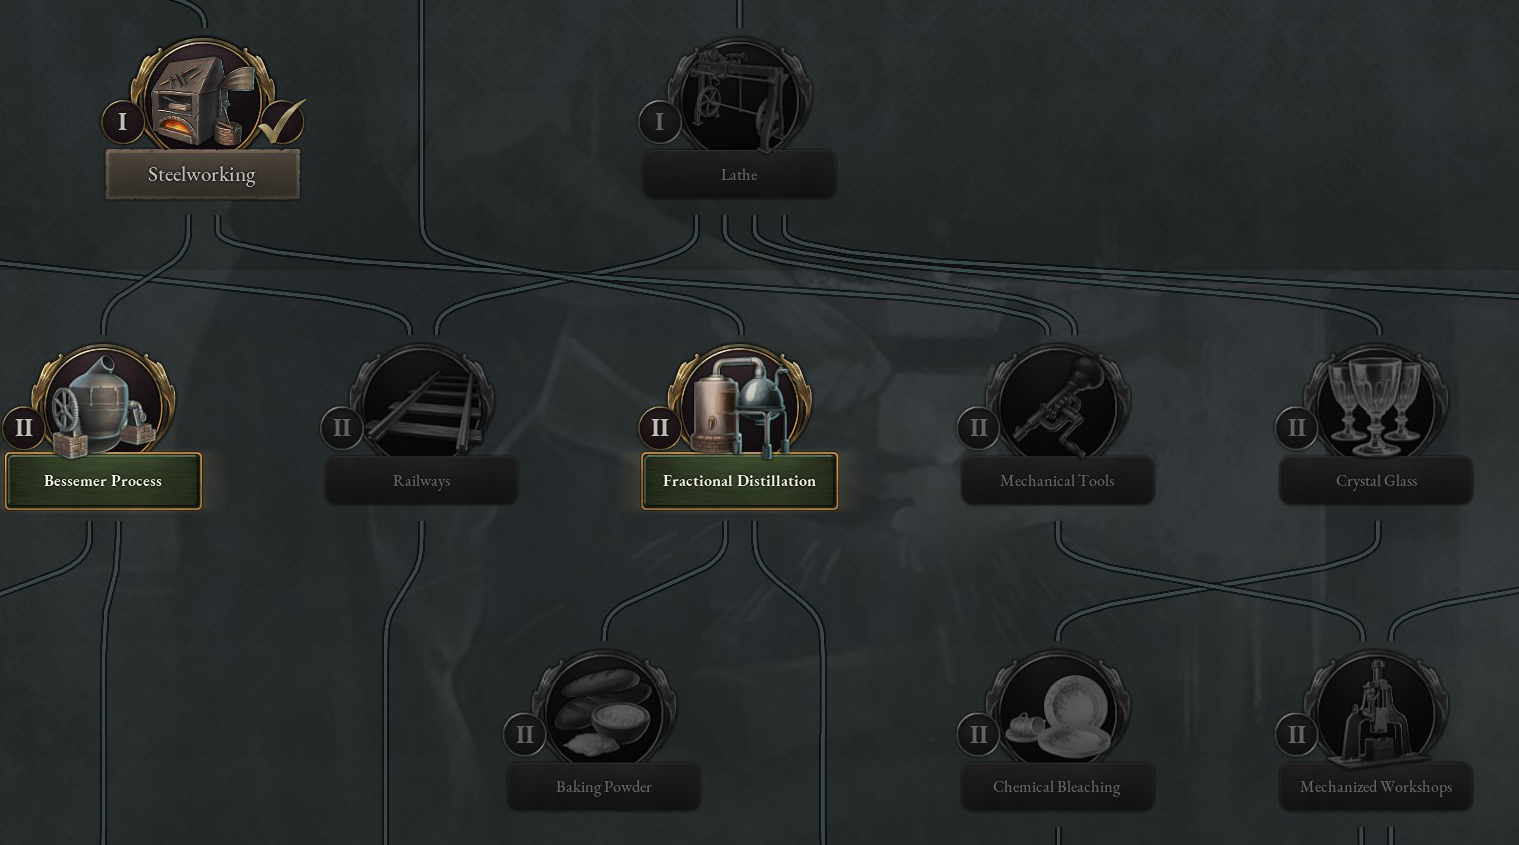 I
Steelworking
I
Lathe
II
Bessemer Process
II
Railways
II
Fractional Distillation
II
Mechanical Tools
II
Crystal Glass
II
Baking Powder
II
Chemical Bleaching
II
Mechanized Workshops